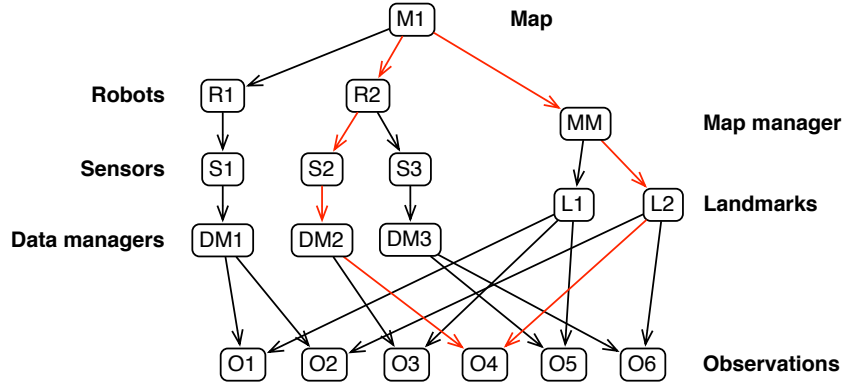 M1 Map
Robots R1 R2
MM Map manager
Sensors S1 S2 S3
L1 L2 Landmarks
Data managers DM1 DM2 DM3
O1 O2 O3 O4 O5 O6 Observations